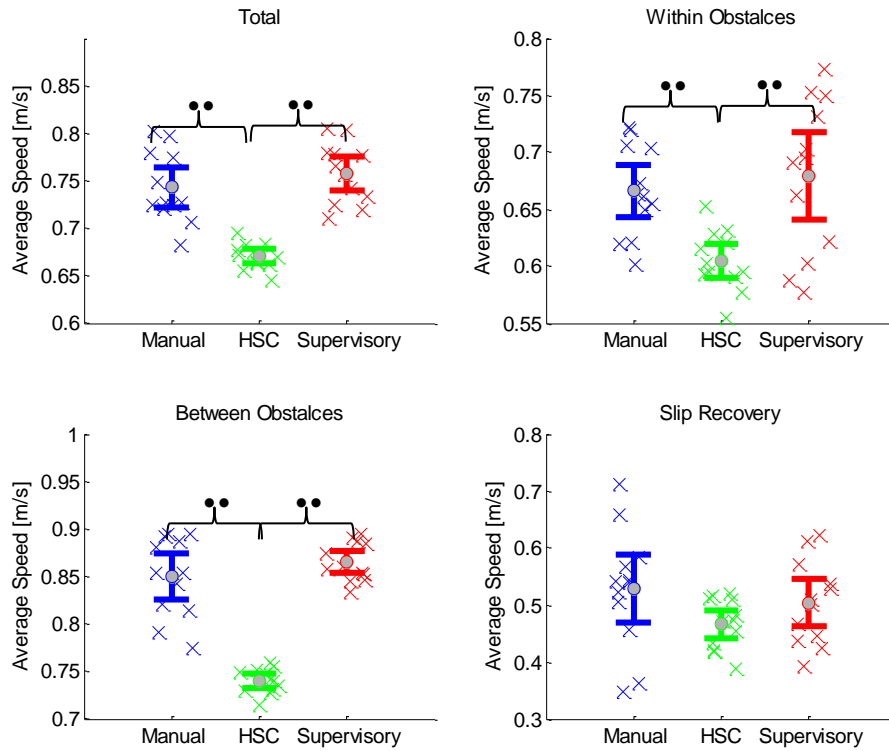 Total
Average Speed [m/s]
0.85
0.8
0.75
0.7
0.65
0.6
Manual HSC Supervisory
Within Obstalces
Average Speed [m/s]
0.8
0.75
0.7
0.65
0.6
0.55
Manual HSC Supervisory
Between Obstalces
Average Speed [m/s]
1
0.95
0.9
0.85
0.8
0.75
0.7
Manual HSC Supervisory
Slip Recovery
Average Speed [m/s]
0.8
0.7
0.6
0.5
0.4
0.3
Manual HSC Supervisory